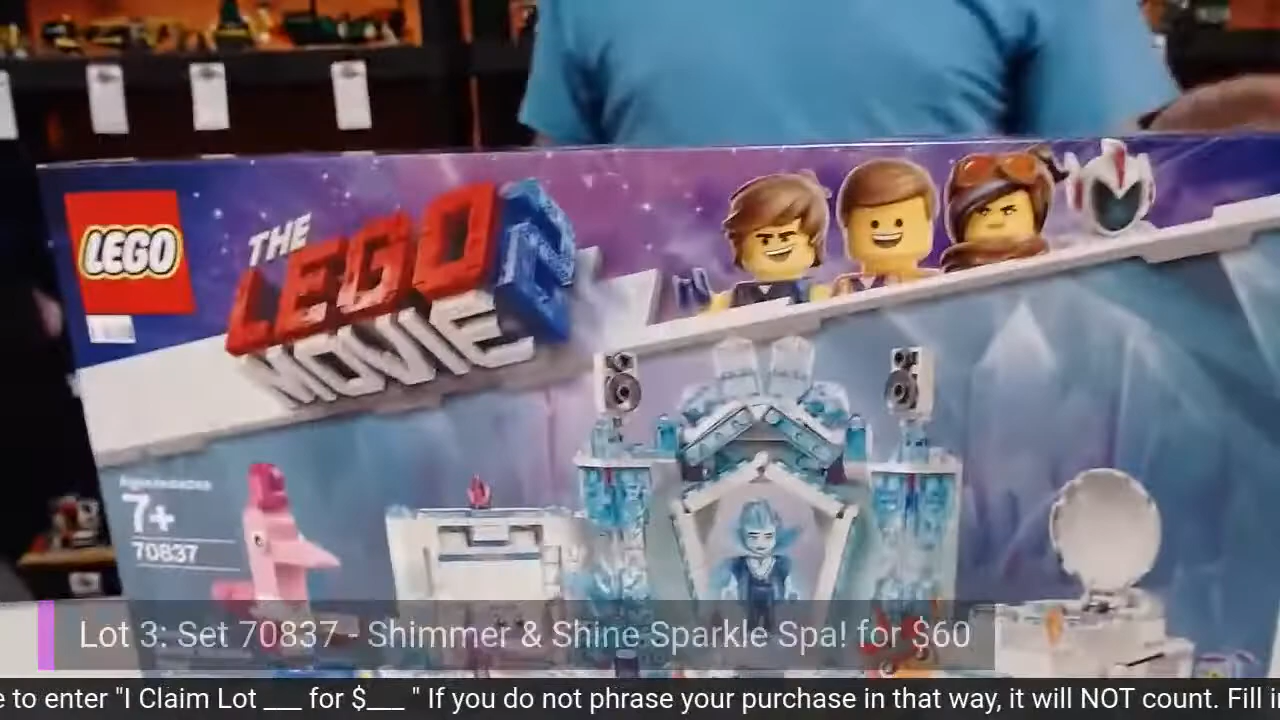 LEGO
THE
LEGO
MOVIE 2
7+
70837
Lot 3: Set 70837 - Shimmer & Shine Sparkle Spa! for $60
e to enter "I Claim Lot ___ for $___ " If you do not phrase your purchase in that way, it will NOT count. Fill i